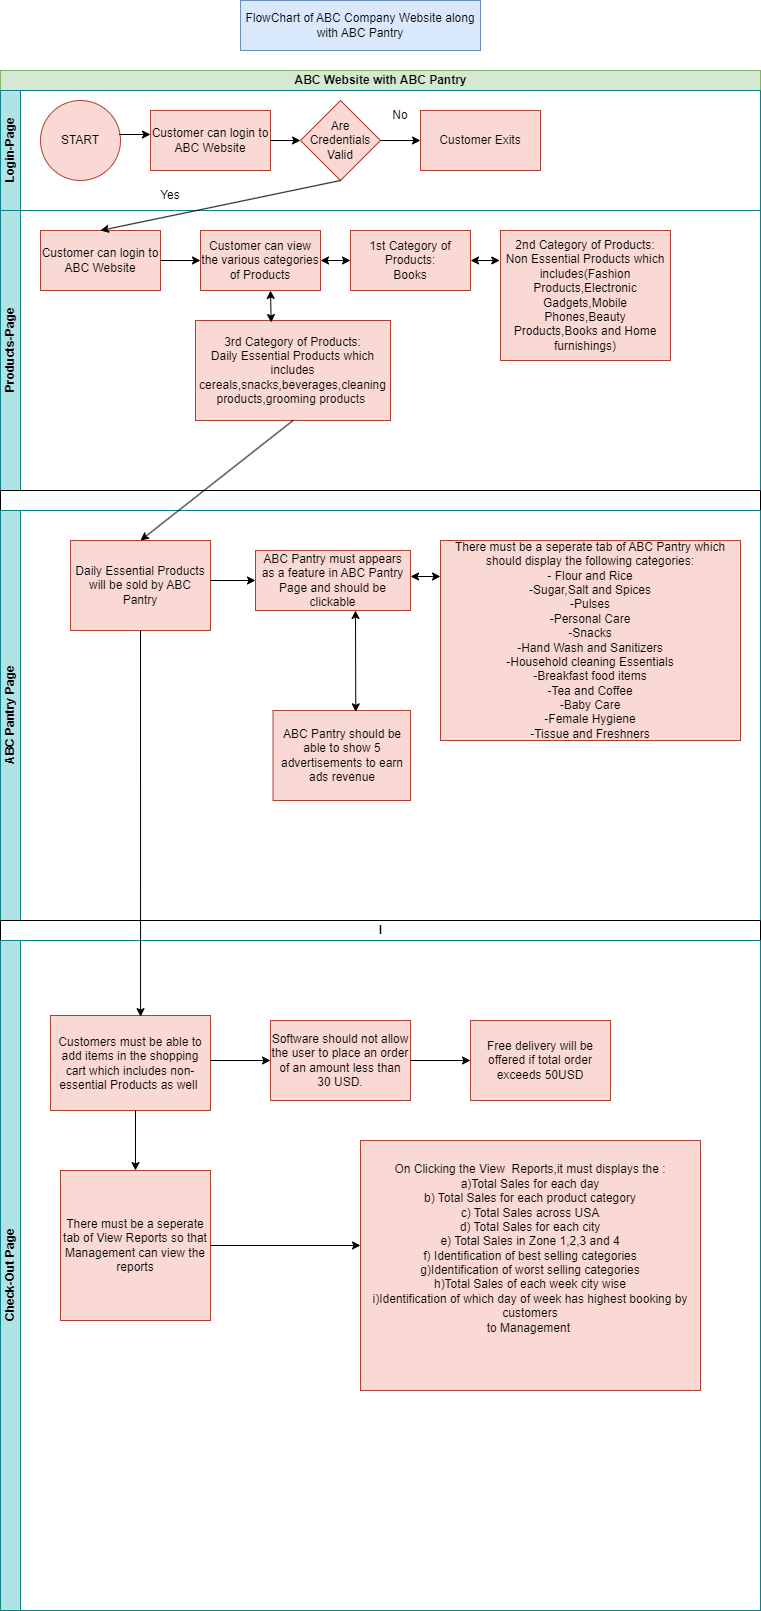 FlowChart of ABC Company Website along
with ABC Pantry
ABC Website with ABC Pantry
Login-Page
START
Customer can login to
ABC Website
Are
Credentials
Valid
No
Customer Exits
Yes
Products-Page
Customer can login to
ABC Website
Customer can view
the various categories
of Products
1st Category of
Products:
Books
2nd Category of Products:
Non Essential Products which
includes(Fashion
Products,Electronic
Gadgets,Mobile
Phones,Beauty
Products,Books and Home
furnishings)
3rd Category of Products:
Daily Essential Products which
includes
cereals,snacks,beverages,cleaning
products,grooming products
ABC Pantry Page
Daily Essential Products
will be sold by ABC
Pantry
ABC Pantry must appears
as a feature in ABC Pantry
Page and should be
clickable
There must be a seperate tab of ABC Pantry which
should display the following categories:
- Flour and Rice
-Sugar,Salt and Spices
-Pulses
-Personal Care
-Snacks
-Hand Wash and Sanitizers
-Household cleaning Essentials
-Breakfast food items
-Tea and Coffee
-Baby Care
-Female Hygiene
-Tissue and Freshners
ABC Pantry should be
able to show 5
advertisements to earn
ads revenue
I
Check-Out Page
Customers must be able to
add items in the shopping
cart which includes non-
essential Products as well
Software should not allow
the user to place an order
of an amount less than
30 USD.
Free delivery will be
offered if total order
exceeds 50USD
There must be a seperate
tab of View Reports so that
Management can view the
reports
On Clicking the View Reports,it must displays the :
a)Total Sales for each day
b) Total Sales for each product category
c) Total Sales across USA
d) Total Sales for each city
e) Total Sales in Zone 1,2,3 and 4
f) Identification of best selling categories
g)Identification of worst selling categories
h)Total Sales of each week city wise
i)Identification of which day of week has highest booking by
customers
to Management